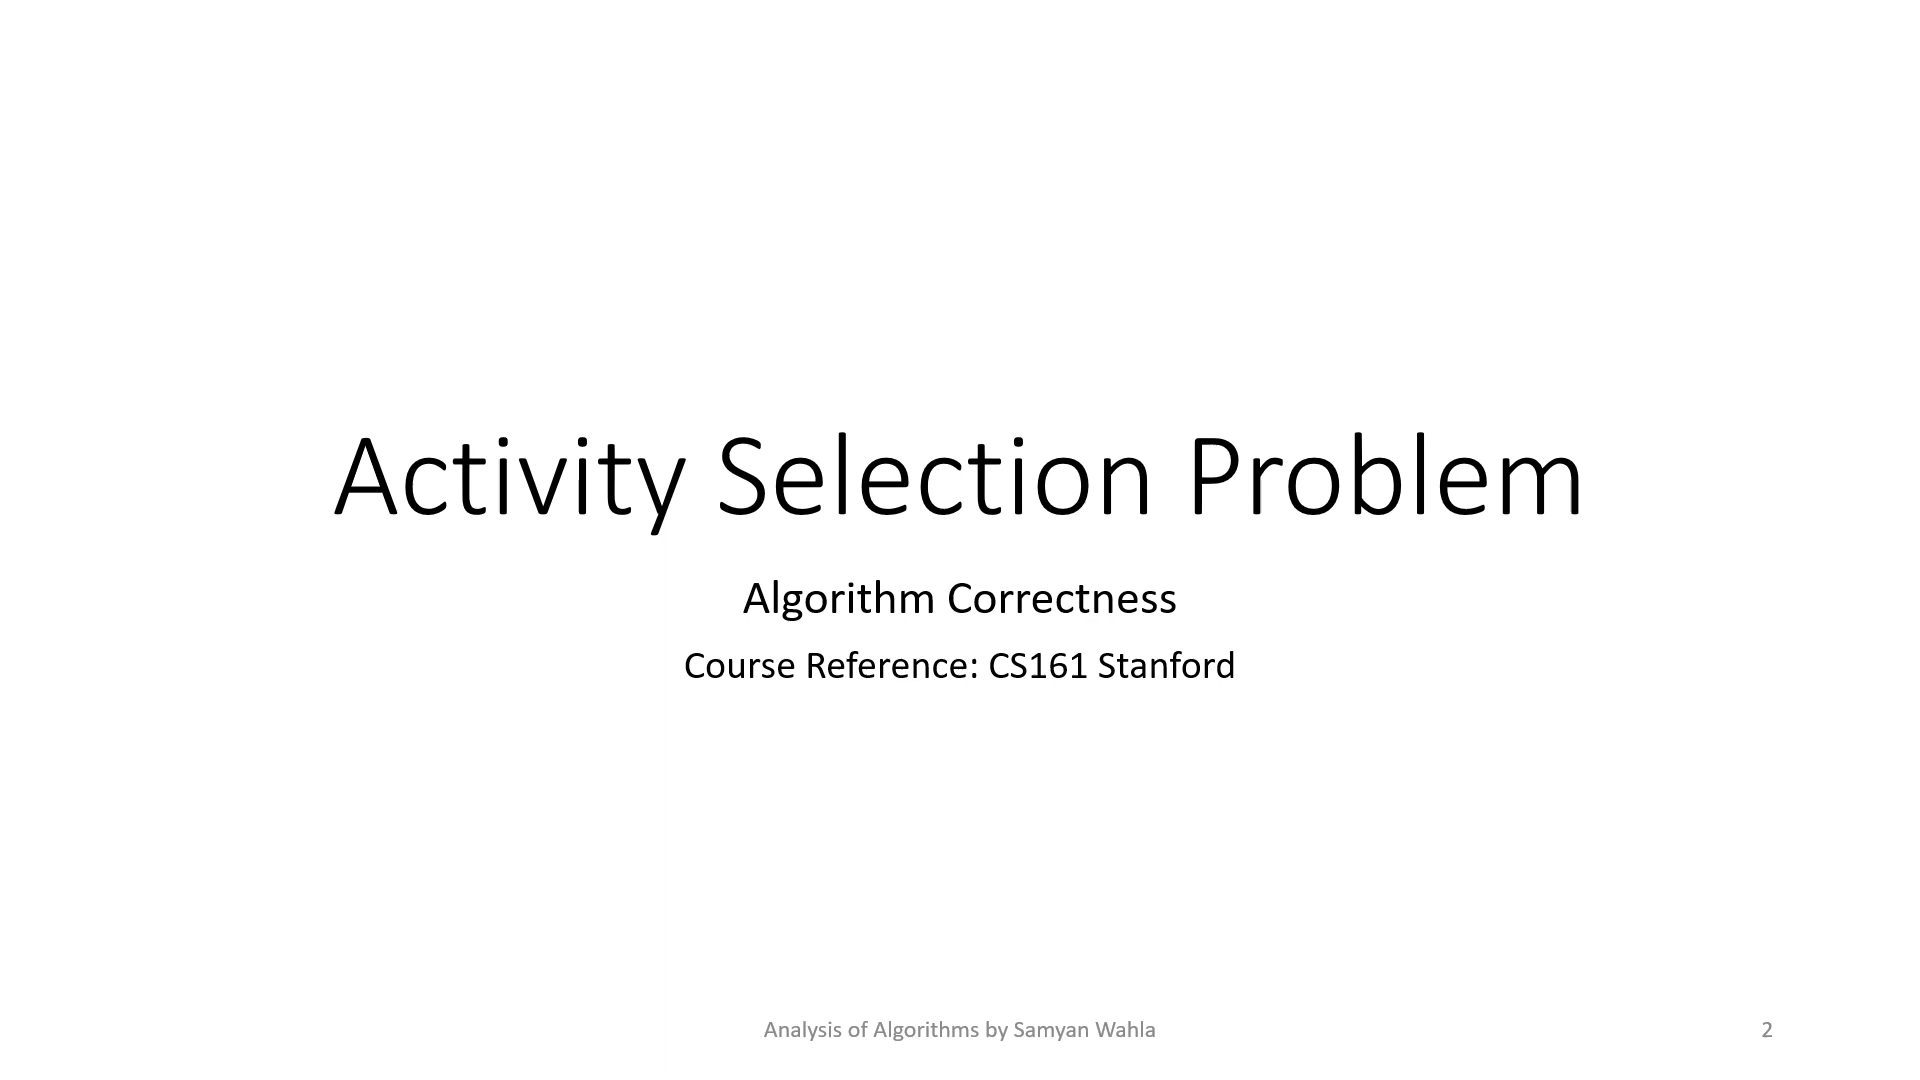 Activity Selection Problem
Algorithm Correctness
Course Reference: CS161 Stanford
Analysis of Algorithms by Samyan Wahla
2